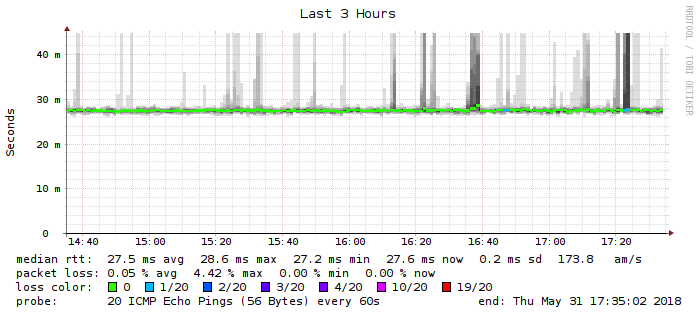 Last 3 Hours
RRDTOOL / TOBI OETIKER
Seconds
40 m
30 m
20 m
10 m
0
14:40 15:00 15:20 15:40 16:00 16:20 16:40 17:00 17:20
median rtt: 27.5 ms avg 28.6 ms max 27.2 ms min 27.6 ms now 0.2 ms sd 173.8 am/s
packet loss: 0.05 % avg 4.42 % max 0.00 % min 0.00 % now
loss color: 0 1/20 2/20 3/20 4/20 10/20 19/20
probe: 20 ICMP Echo Pings (56 Bytes) every 60s end: Thu May 31 17:35:02 2018